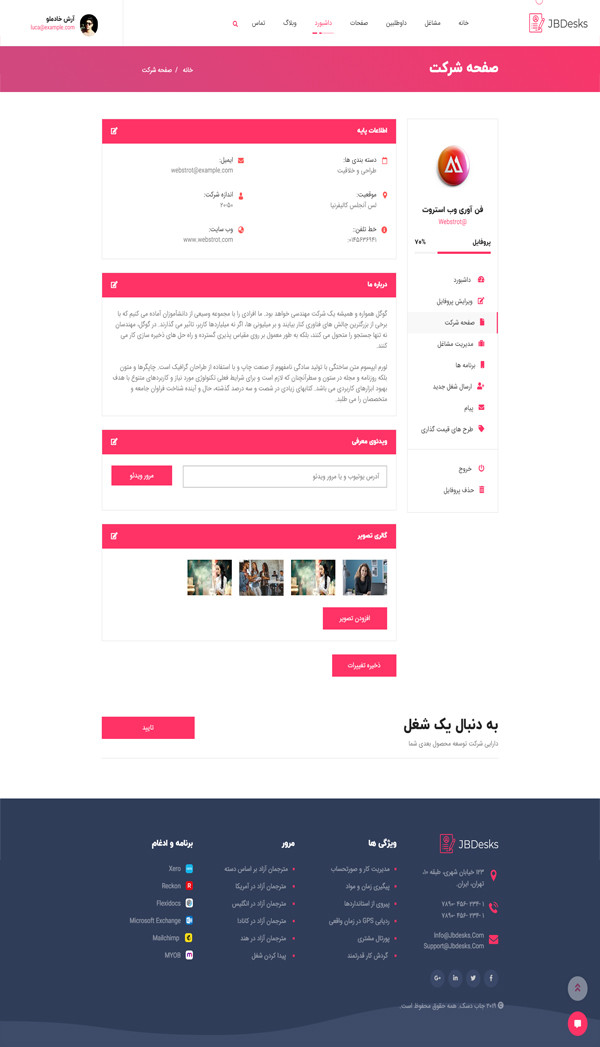 JBDesks
خانه
مشاغل
داوطلبین
صفحات
داشبورد
وبلاگ
تماس
آرش خادملو
luca@example.com
صفحه شرکت
خانه / صفحه شرکت
فن آوری وب استروت
@Webstrot
پروفایل
۷۰%
داشبورد
ویرایش پروفایل
صفحه شرکت
مدیریت مشاغل
برنامه ها
ارسال شغل جدید
پیام
طرح های قیمت گذاری
خروج
حذف پروفایل
اطلاعات پایه
دسته بندی ها:
طراحی و خلاقیت
ایمیل:
webstrot@example.com
موقعیت:
لس آنجلس کالیفرنیا
اندازه شرکت:
۲۰-۵۰
خط تلفن:
وب سایت:
www.webstrot.com
درباره ما
گوگل همواره و همیشه یک شرکت مهندسی خواهد بود. ما افرادی را با مجموعه وسیعی از دانشآموزان آماده می کنیم که با
برخی از بزرگترین چالش های فناوری کنار بیایند و بر میلیونی ها، اگر نه میلیاردها کاربر، تاثیر می گذارند. در گوگل، مهندسان
نه تنها جستجو را متحول می کنند، بلکه به طور معمول بر روی مقیاس پذیری گسترده و راه حل های ذخیره سازی کار می
کنند.
لورم ایپسوم متن ساختگی با تولید سادگی نامفهوم از صنعت چاپ و با استفاده از طراحان گرافیک است. چاپگرها و متون
بلکه روزنامه و مجله در ستون و سطرآنچنان که لازم است و برای شرایط فعلی تکنولوژی مورد نیاز و کاربردهای متنوع با هدف
بهبود ابزارهای کاربردی می باشد. کتابهای زیادی در شصت و سه درصد گذشته، حال و آینده شناخت فراوان جامعه و
متخصصان را می طلبد.
ویدئوی معرفی
آدرس یوتیوب و یا مرور ویدئو
مرور ویدئو
گالری تصویر
افزودن تصویر
ذخیره تغییرات
به دنبال یک شغل
دارایی شرکت توسعه محصول بعدی شما
تایید
JBDesks
۱۲۳ خیابان شهری، طبقه ۱۰،
تهران، ایران.
Info@Jbdesks.Com
Support@Jbdesks.Com
ویژگی ها
مدیریت کار و صورتحساب
پیگیری زمان و مواد
پیروی از استانداردها
ردیابی GPS در زمان واقعی
پورتال مشتری
گردش کار قدرتمند
مرور
مترجمان آزاد بر اساس دسته
مترجمان آزاد در آمریکا
مترجمان آزاد در انگلیس
مترجمان آزاد در کانادا
مترجمان آزاد در هند
پیدا کردن شغل
برنامه و ادغام
Xero
Reckon
Flexidocs
Microsoft Exchange
Mailchimp
MYOB
© ۲۰۱۹ جاب دسک. همه حقوق محفوظ است.